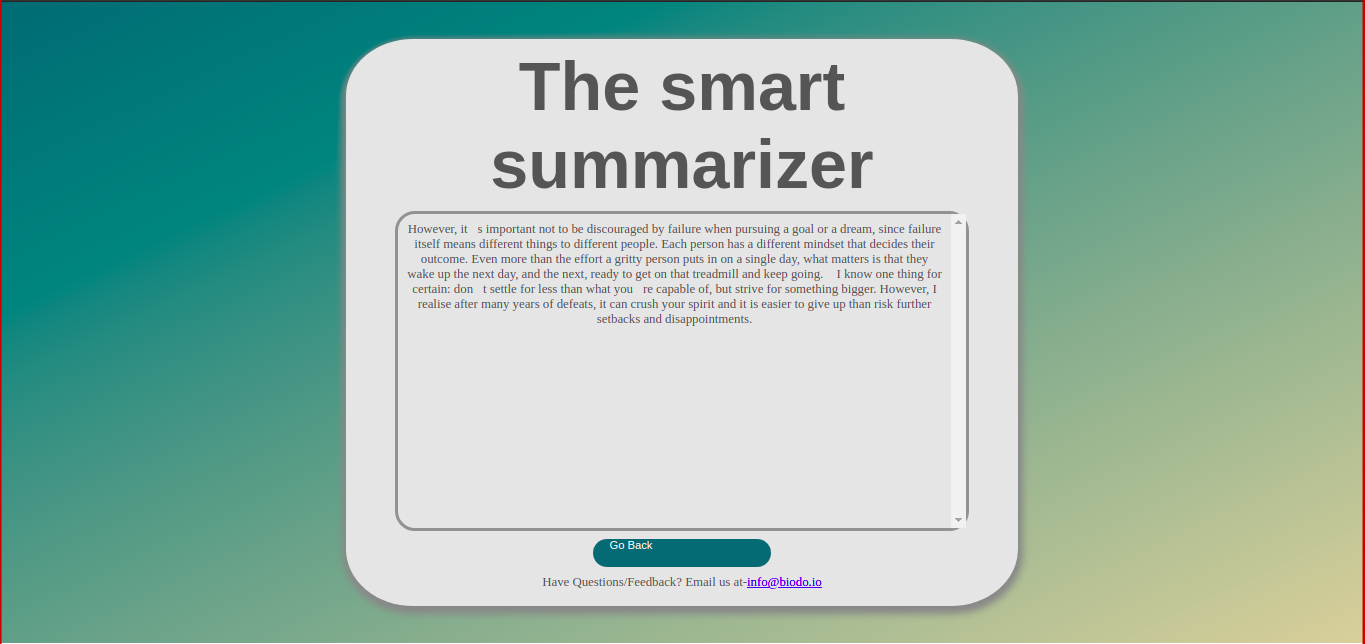 The smart
summarizer
However, it   s important not to be discouraged by failure when pursuing a goal or a dream, since failure
itself means different things to different people. Each person has a different mindset that decides their
outcome. Even more than the effort a gritty person puts in on a single day, what matters is that they
wake up the next day, and the next, ready to get on that treadmill and keep going.    I know one thing for
certain: don   t settle for less than what you   re capable of, but strive for something bigger. However, I
realise after many years of defeats, it can crush your spirit and it is easier to give up than risk further
setbacks and disappointments.
Go Back
Have Questions/Feedback? Email us at-info@biodo.io